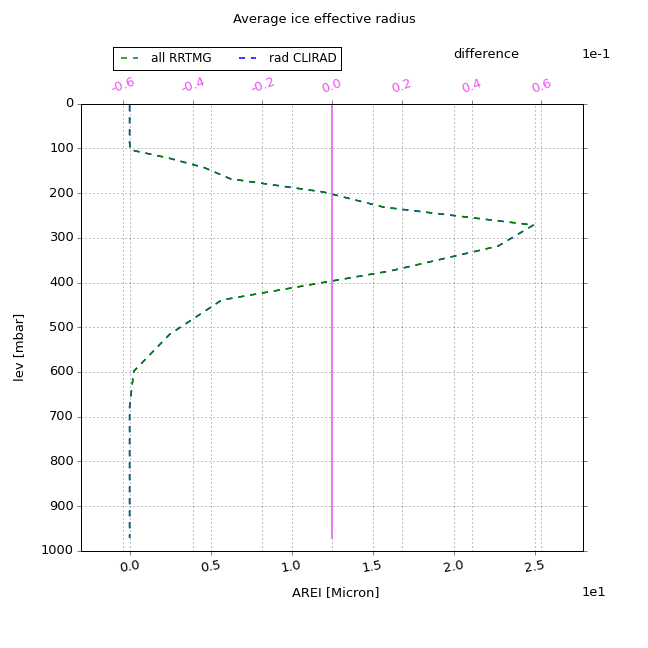 Average ice effective radius
all RRTMG rad CLIRAD difference 1e-1
-0.6 -0.4 -0.2 0.0 0.2 0.4 0.6
0
100
200
300
400
500
600
700
800
900
1000
lev [mbar]
0.0 0.5 1.0 1.5 2.0 2.5
AREI [Micron] 1e1